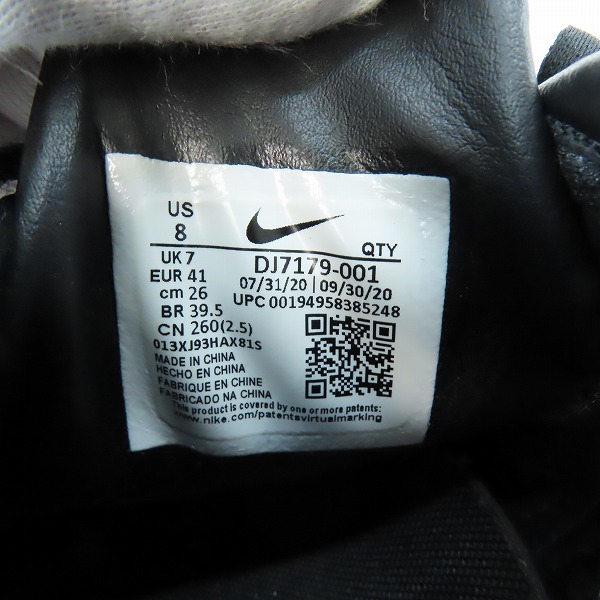 US
8
UK 7
EUR 41
cm 26
BR 39.5
CN 260(2.5)
013XJ93HAX81S
QTY
DJ7179-001
07/31/20 | 09/30/20
UPC 00194958385248
MADE IN CHINA
HECHO EN CHINA
FABRIQUE EN CHINE
FABRICADO NA CHINA
This product is covered by one or more patents:
www.nike.com/patentsvirtualmarking